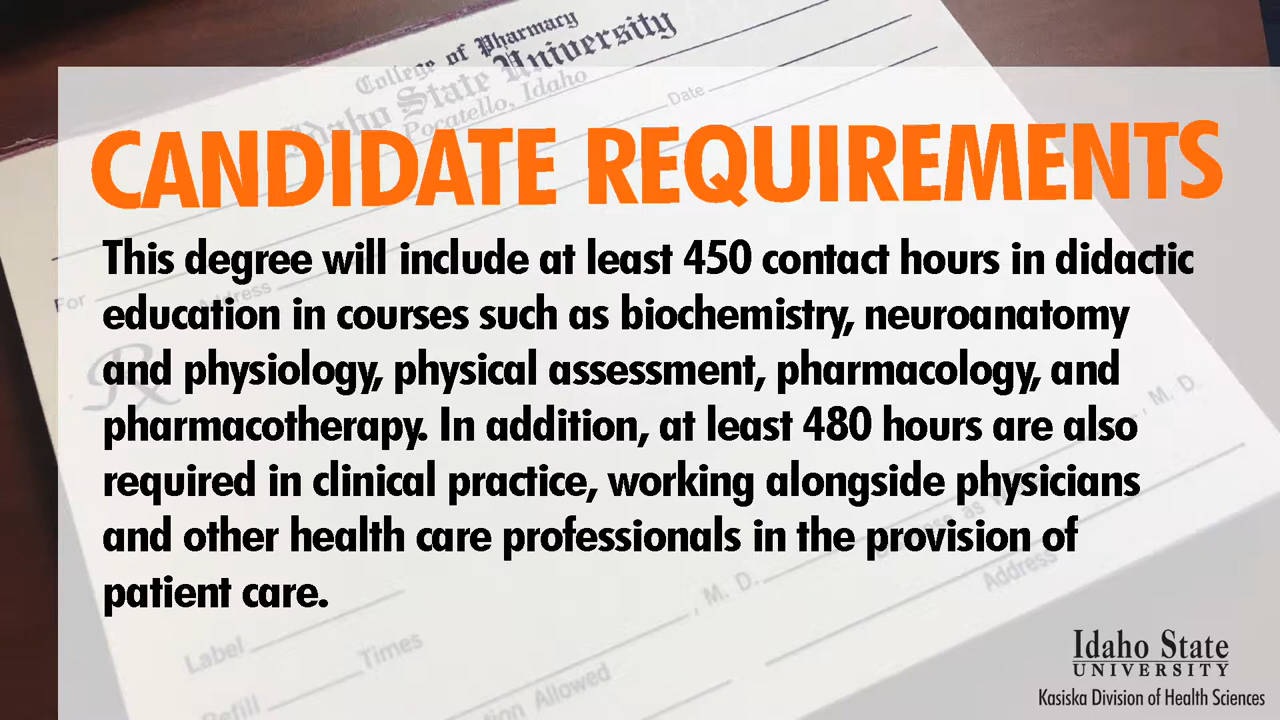 College of Pharmacy
Idaho State University
Pocatello, Idaho
Date
CANDIDATE REQUIREMENTS
For
Address
This degree will include at least 450 contact hours in didactic
education in courses such as biochemistry, neuroanatomy
and physiology, physical assessment, pharmacology, and
pharmacotherapy. In addition, at least 480 hours are also
required in clinical practice, working alongside physicians
and other health care professionals in the provision of
patient care.
Rx
, M. D.
, M. D.
Address
Label
Times
Refill
Allowed
Idaho State
UNIVERSITY
Kasiska Division of Health Sciences